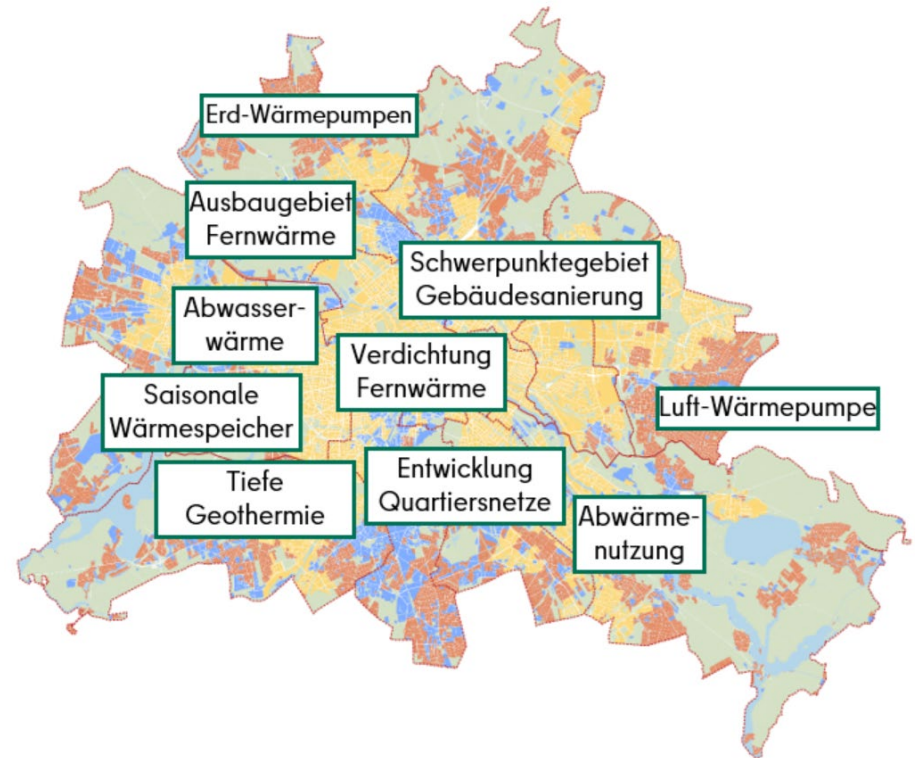 Erd-Wärmepumpen
Ausbaugebiet
Fernwärme
Schwerpunktegebiet
Gebäudesanierung
Abwasser-
wärme
Verdichtung
Fernwärme
Saisonale
Wärmespeicher
Luft-Wärmepumpe
Tiefe
Geothermie
Entwicklung
Quartiersnetze
Abwärme-
nutzung